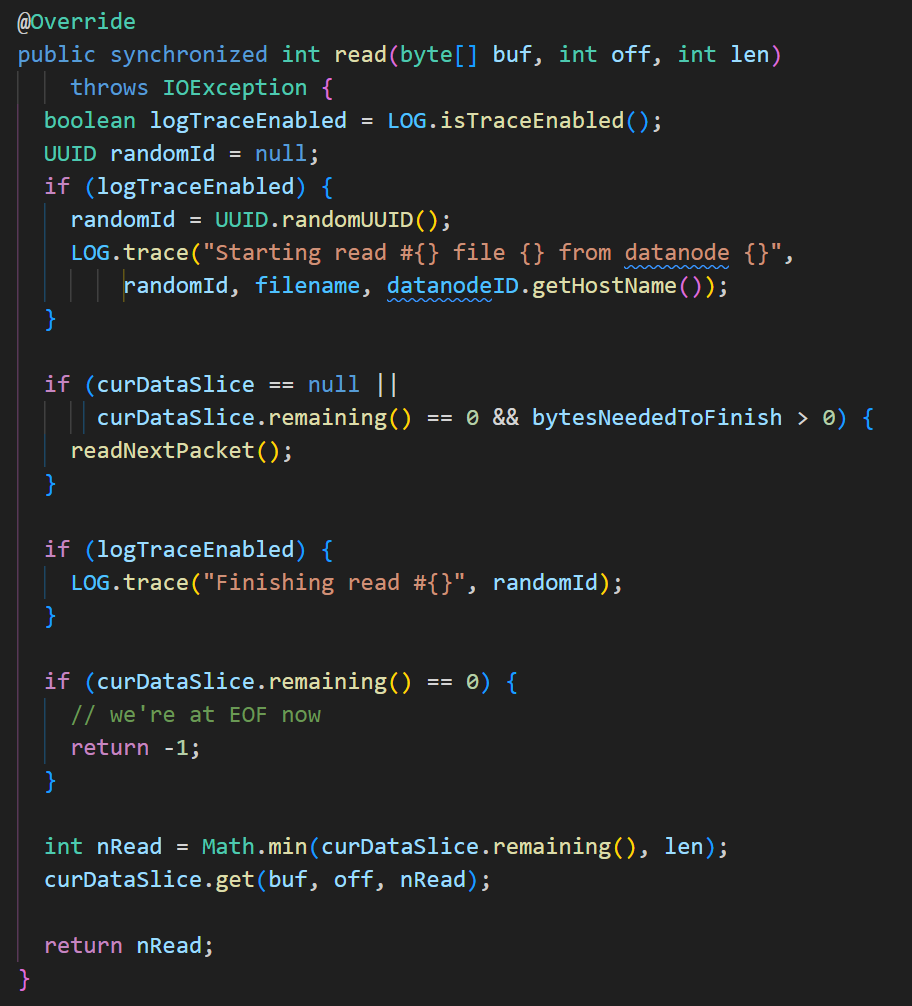 @Override
public synchronized int read(byte[] buf, int off, int len)
    throws IOException {
  boolean logTraceEnabled = LOG.isTraceEnabled();
  UUID randomId = null;
  if (logTraceEnabled) {
    randomId = UUID.randomUUID();
    LOG.trace("Starting read #{} file {} from datanode {}",
        randomId, filename, datanodeID.getHostName());
  }

  if (curDataSlice == null ||
      curDataSlice.remaining() == 0 && bytesNeededToFinish > 0) {
    readNextPacket();
  }

  if (logTraceEnabled) {
    LOG.trace("Finishing read #{}", randomId);
  }

  if (curDataSlice.remaining() == 0) {
    // we're at EOF now
    return -1;
  }

  int nRead = Math.min(curDataSlice.remaining(), len);
  curDataSlice.get(buf, off, nRead);

  return nRead;
}